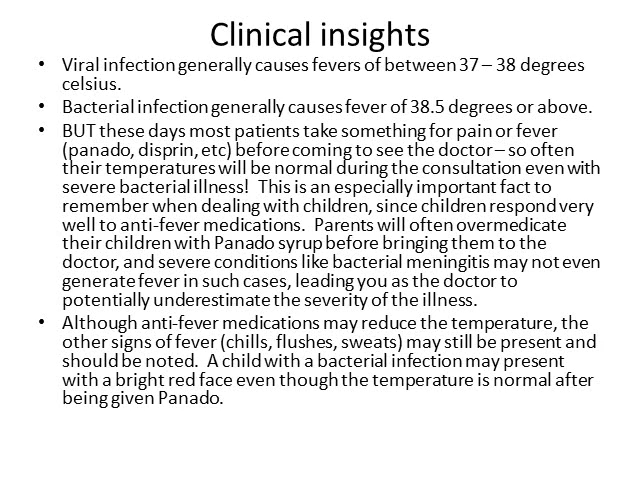 Clinical insights
• Viral infection generally causes fevers of between 37 – 38 degrees
celsius.
• Bacterial infection generally causes fever of 38.5 degrees or above.
• BUT these days most patients take something for pain or fever
(panado, disprin, etc) before coming to see the doctor – so often
their temperatures will be normal during the consultation even with
severe bacterial illness!  This is an especially important fact to
remember when dealing with children, since children respond very
well to anti-fever medications.  Parents will often overmedicate
their children with Panado syrup before bringing them to the
doctor, and severe conditions like bacterial meningitis may not even
generate fever in such cases, leading you as the doctor to
potentially underestimate the severity of the illness.
• Although anti-fever medications may reduce the temperature, the
other signs of fever (chills, flushes, sweats) may still be present and
should be noted.  A child with a bacterial infection may present
with a bright red face even though the temperature is normal after
being given Panado.